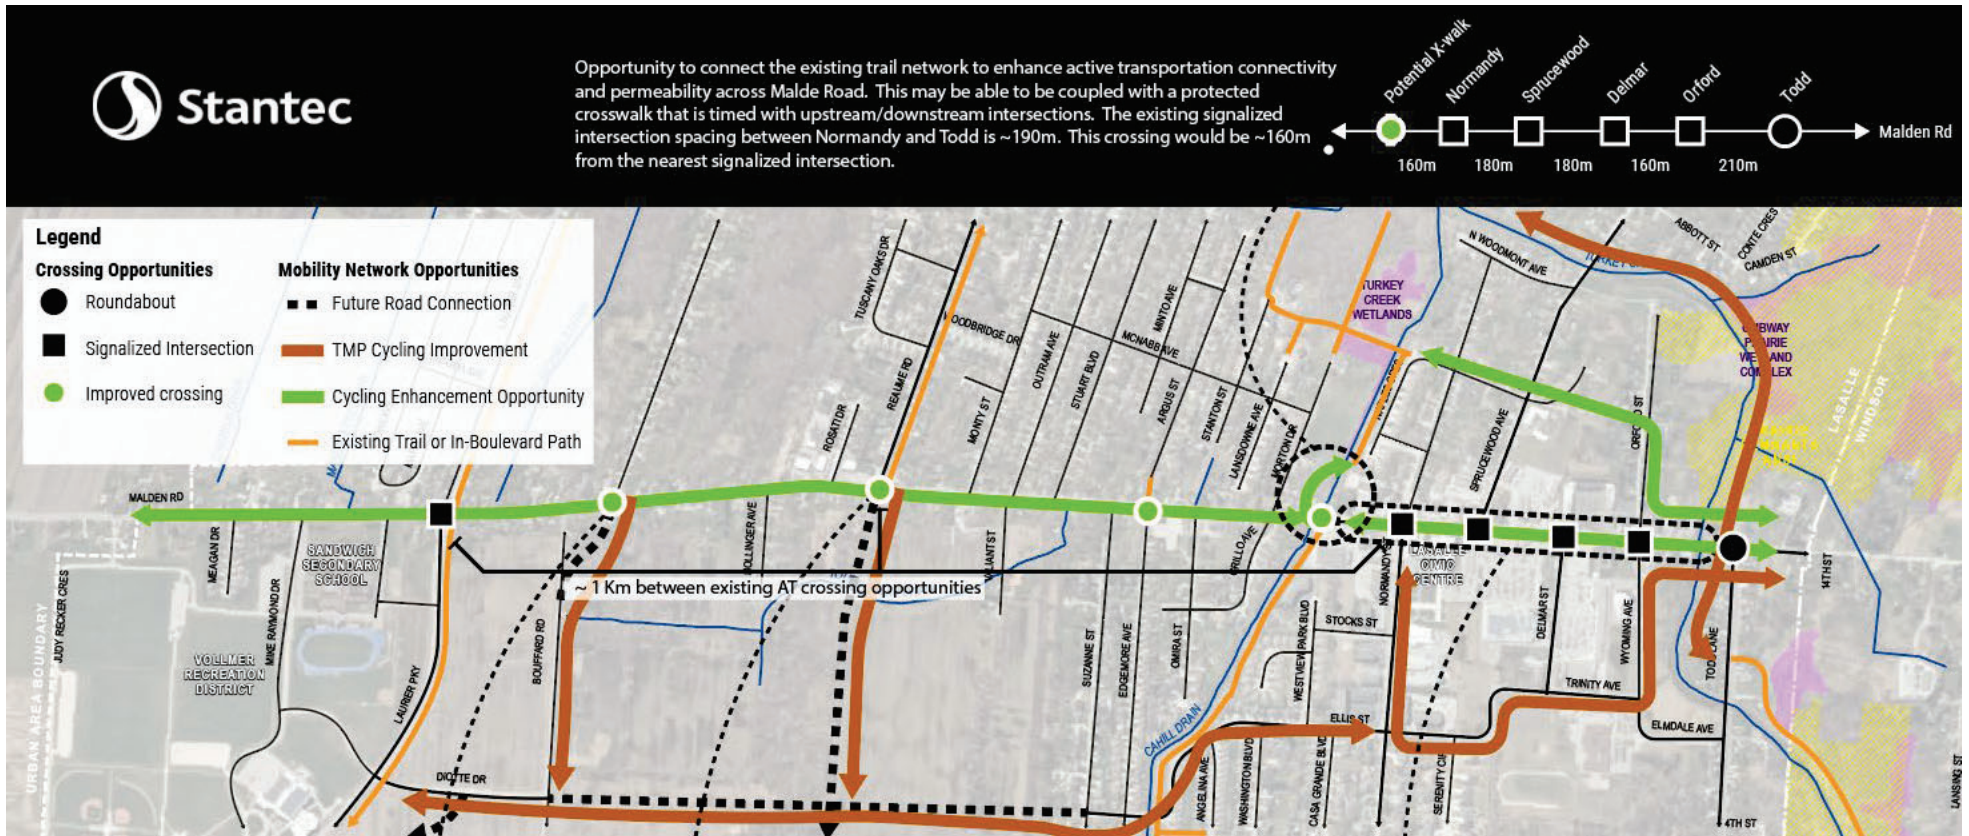 Stantec
Opportunity to connect the existing trail network to enhance active transportation connectivity
and permeability across Malde Road. This may be able to be coupled with a protected
crosswalk that is timed with upstream/downstream intersections. The existing signalized
intersection spacing between Normandy and Todd is ~190m. This crossing would be ~160m
from the nearest signalized intersection.
Potential X-walk
Normandy
Sprucewood
Delmar
Orford
Todd
Malden Rd
160m
180m
180m
160m
210m
Legend
Crossing Opportunities
Roundabout
Signalized Intersection
Improved crossing
Mobility Network Opportunities
Future Road Connection
TMP Cycling Improvement
Cycling Enhancement Opportunity
Existing Trail or In-Boulevard Path
TUSCANY OAKS DR
WOODBRIDGE DR
REAUME RD
ROSATI DR
MONTY ST
OUTRAM AVE
STUART BLVD
MCNABB AVE
MINTO AVE
ARGUS ST
STANTON ST
LANSDOWNE AVE
MORTON DR
TURKEY
CREEK
WETLANDS
N WOODMONT AVE
SPRUCEWOOD AVE
ABBOTT ST
CONTE CRES
CAMDEN ST
WETLAND
LASALLE
WINDSOR
MALDEN RD
MEAGAN DR
SANDWICH
SECONDARY
SCHOOL
JUDY RECKER CRES
URBAN AREA BOUNDARY
MIKE RAYMOND DR
VOLLMER
RECREATION
DISTRICT
LAURIER PKY
DIOTTE DR
BOUFFARD RD
~ 1 Km between existing AT crossing opportunities
SUZANNE ST
EDGEMORE AVE
OMIRA ST
CAHILL DRAIN
WEST VIEW PARK BLVD
STOCKS ST
ELLIS ST
ANGELINA AVE
WASHINGTON BLVD
CASA GRANDE BLVD
SERENITY CIR
LASALLE
CIVIC
CENTRE
DELMAR ST
WYOMING AVE
TRINITY AVE
ELMDALE AVE
14TH ST
4TH ST
LANSING ST